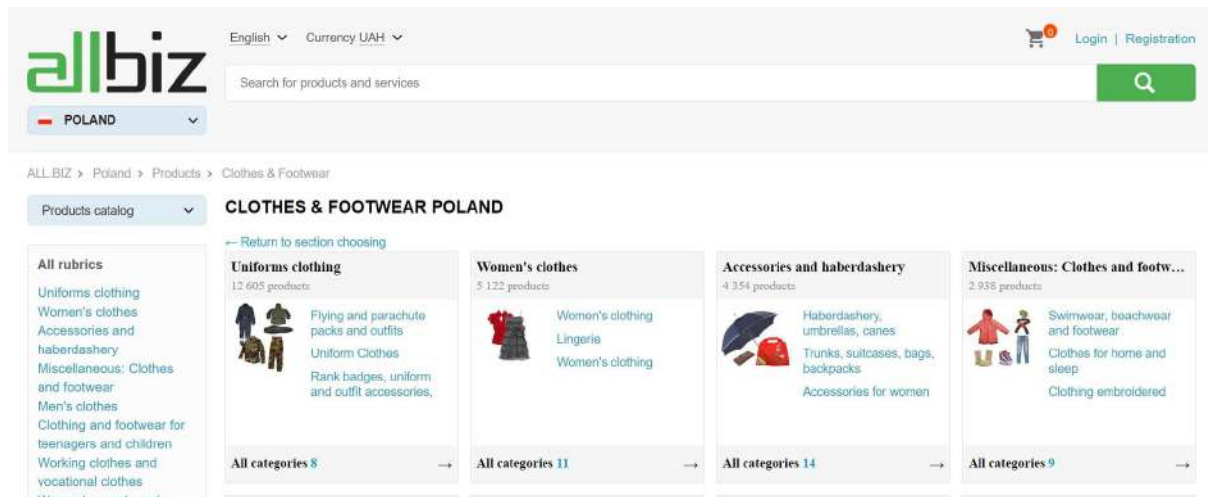 allbiz
English
Currency UAH
0
Login | Registration
Search for products and services
POLAND
ALL.BIZ > Poland > Products > Clothes & Footwear
Products catalog
CLOTHES & FOOTWEAR POLAND
← Return to section choosing
All rubrics
Uniforms clothing
Women's clothes
Accessories and
haberdashery
Miscellaneous: Clothes
and footwear
Men's clothes
Clothing and footwear for
teenagers and children
Working clothes and
vocational clothes
Uniforms clothing
12 605 products
Flying and parachute
packs and outfits
Uniform Clothes
Rank badges, uniform
and outfit accessories,
All categories 8 →
Women's clothes
5 122 products
Women's clothing
Lingerie
Women's clothing
All categories 11 →
Accessories and haberdashery
4 354 products
Haberdashery,
umbrellas, canes
Trunks, suitcases, bags,
backpacks
Accessories for women
All categories 14 →
Miscellaneous: Clothes and footw...
2 938 products
Swimwear, beachwear
and footwear
Clothes for home and
sleep
Clothing embroidered
All categories 9 →